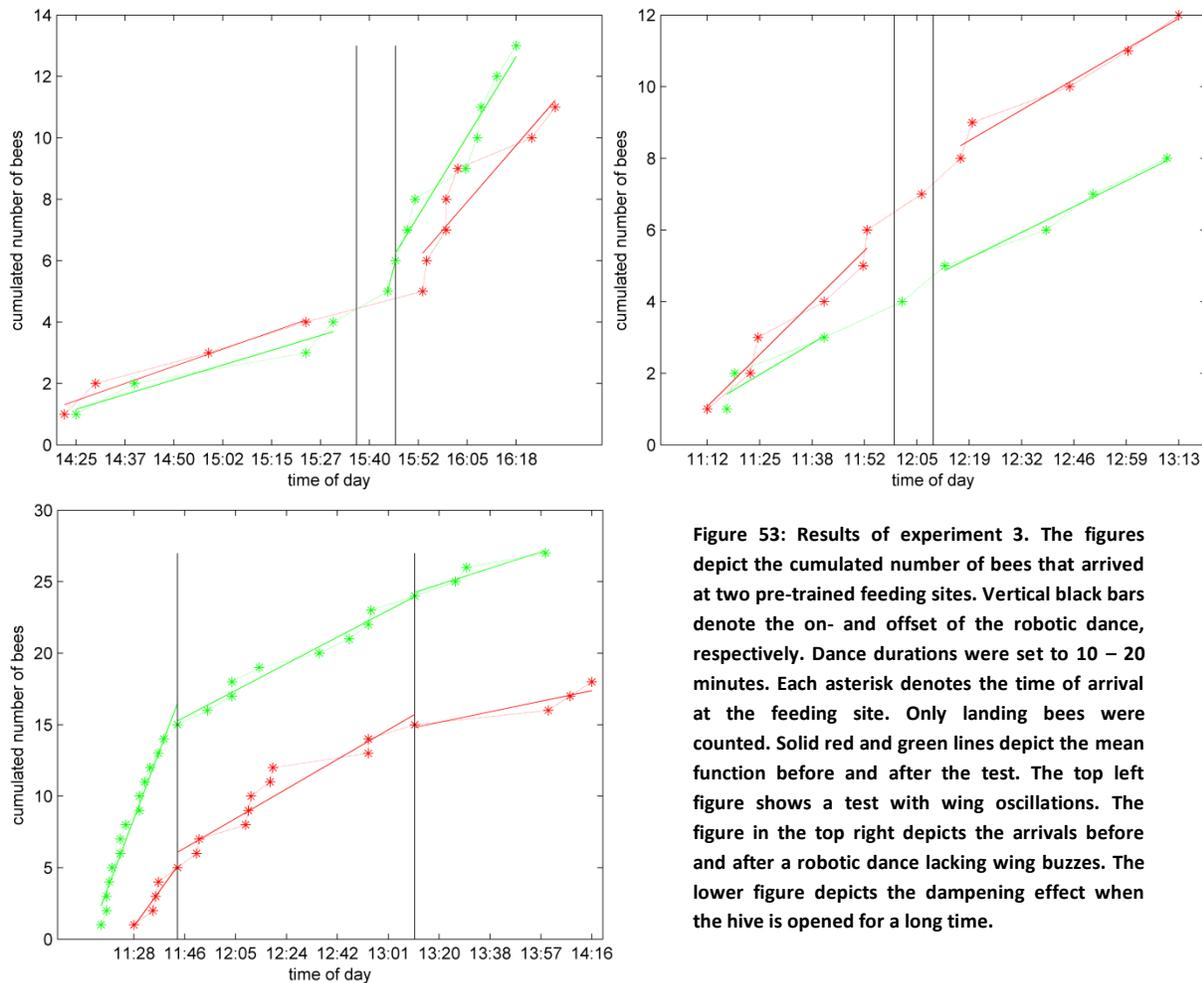 14
12
10
8
6
4
2
0
cumulated number of bees
14:25 14:37 14:50 15:02 15:15 15:27 15:40 15:52 16:05 16:18
time of day
12
10
8
6
4
2
0
cumulated number of bees
11:12 11:25 11:38 11:52 12:05 12:19 12:32 12:46 12:59 13:13
time of day
30
25
20
15
10
5
0
cumulated number of bees
11:28 11:46 12:05 12:24 12:42 13:01 13:20 13:38 13:57 14:16
time of day
Figure 53: Results of experiment 3. The figures
depict the cumulated number of bees that arrived
at two pre-trained feeding sites. Vertical black bars
denote the on- and offset of the robotic dance,
respectively. Dance durations were set to 10 – 20
minutes. Each asterisk denotes the time of arrival
at the feeding site. Only landing bees were
counted. Solid red and green lines depict the mean
function before and after the test. The top left
figure shows a test with wing oscillations. The
figure in the top right depicts the arrivals before
and after a robotic dance lacking wing buzzes. The
lower figure depicts the dampening effect when
the hive is opened for a long time.